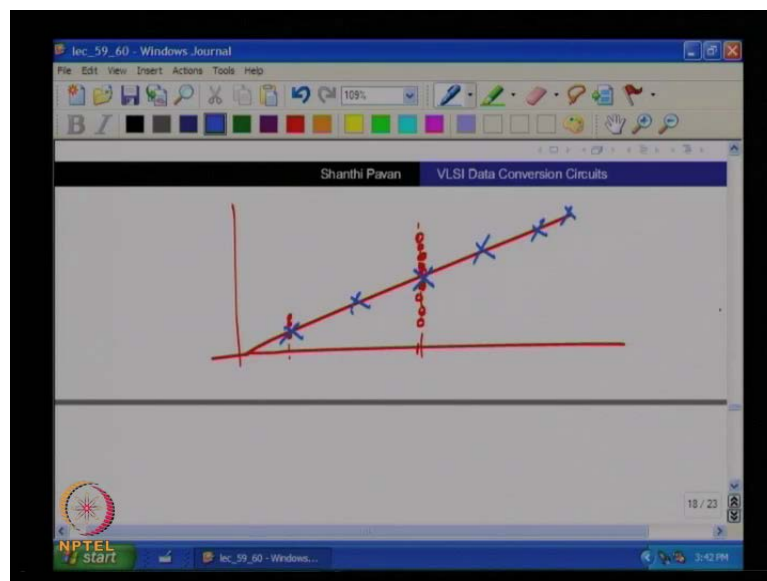 lec_59_60 - Windows Journal
File Edit View Insert Actions Tools Help
109%
B I
Shanthi Pavan VLSI Data Conversion Circuits
18 / 23
NPTEL
start lec_59_60 - Windows... 3:42 PM